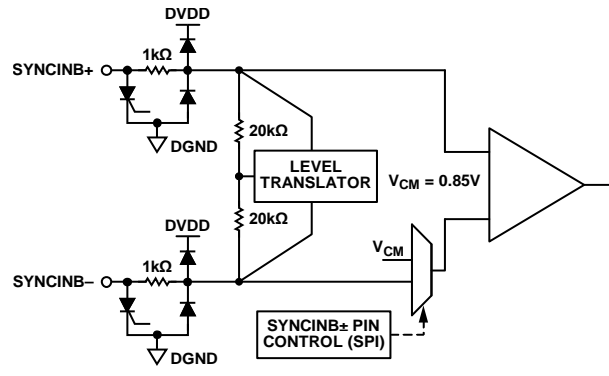 DVDD
1kΩ
SYNCINB+
DGND
20kΩ
LEVEL
TRANSLATOR
VCM = 0.85V
20kΩ
DVDD
1kΩ
VCM
SYNCINB–
SYNCINB± PIN
CONTROL (SPI)
DGND